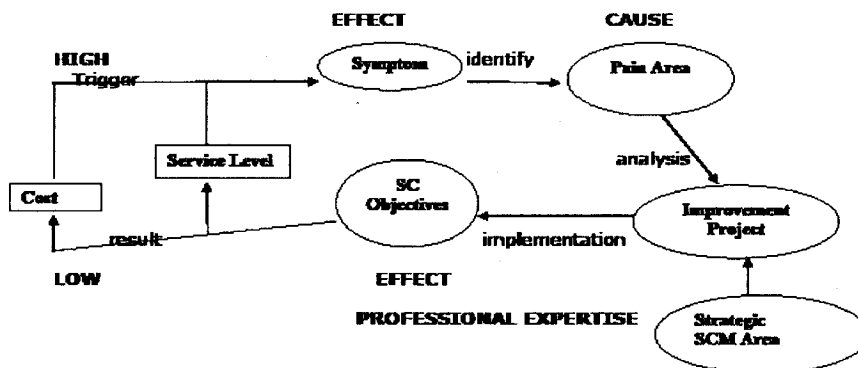 EFFECT
CAUSE
HIGH
Trigger
Symptom
identify
Pain Area
Service Level
analysis
Cost
SC
Objectives
Improvement
Project
result
implementation
LOW
EFFECT
PROFESSIONAL EXPERTISE
Strategic
SCM Area